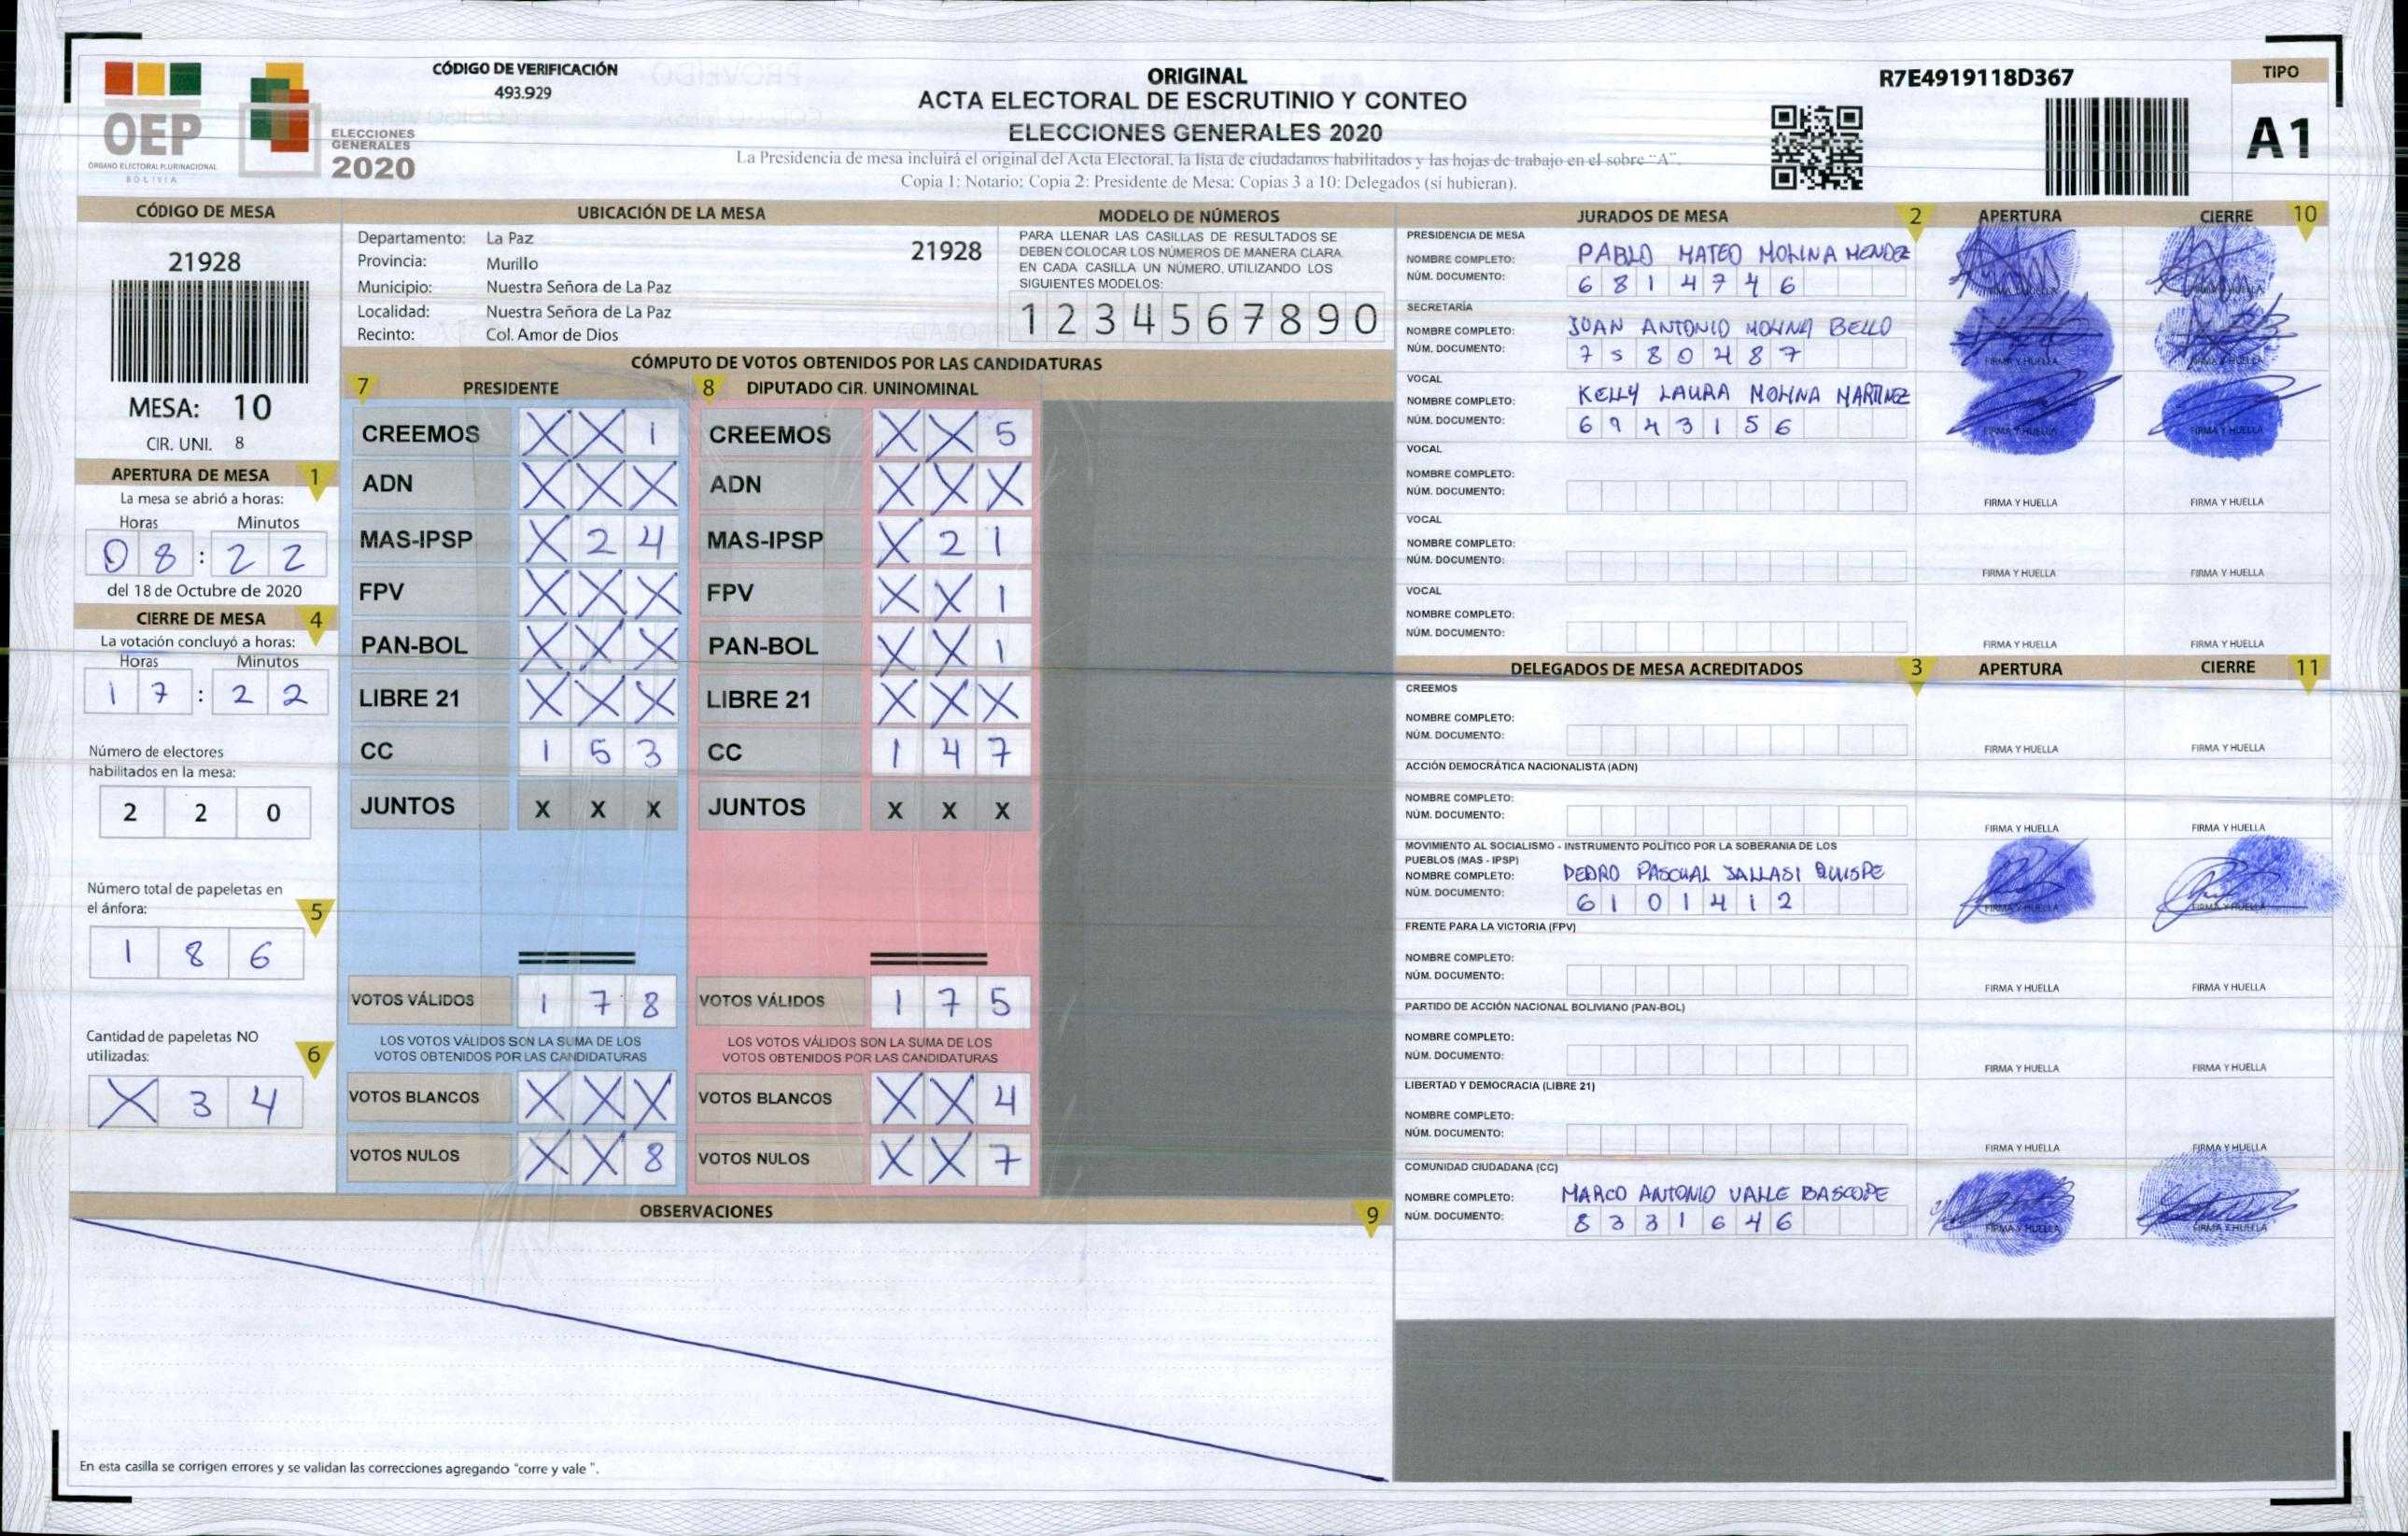 OEP
ÓRGANO ELECTORAL PLURINACIONAL
BOLIVIA
ELECCIONES
GENERALES
2020
CÓDIGO DE VERIFICACIÓN
493.929
ORIGINAL
ACTA ELECTORAL DE ESCRUTINIO Y CONTEO
ELECCIONES GENERALES 2020
La Presidencia de mesa incluirá el original del Acta Electoral, la lista de ciudadanos habilitados y las hojas de trabajo en el sobre "A".
Copia 1: Notario; Copia 2: Presidente de Mesa; Copias 3 a 10: Delegados (si hubieran).
R7E4919118D367
TIPO
A1
CÓDIGO DE MESA
21928
MESA: 10
CIR. UNI. 8
APERTURA DE MESA 1
La mesa se abrió a horas:
Horas Minutos
08:22
del 18 de Octubre de 2020
CIERRE DE MESA 4
La votación concluyó a horas:
Horas Minutos
17:22
Número de electores
habilitados en la mesa:
2 2 0
Número total de papeletas en
el ánfora: 5
1 8 6
Cantidad de papeletas NO
utilizadas: 6
X 3 4
UBICACIÓN DE LA MESA
Departamento: La Paz 21928
Provincia: Murillo
Municipio: Nuestra Señora de La Paz
Localidad: Nuestra Señora de La Paz
Recinto: Col. Amor de Dios
MODELO DE NÚMEROS
PARA LLENAR LAS CASILLAS DE RESULTADOS SE
DEBEN COLOCAR LOS NÚMEROS DE MANERA CLARA
EN CADA CASILLA UN NÚMERO, UTILIZANDO LOS
SIGUIENTES MODELOS:
1 2 3 4 5 6 7 8 9 0
CÓMPUTO DE VOTOS OBTENIDOS POR LAS CANDIDATURAS
7 PRESIDENTE 8 DIPUTADO CIR. UNINOMINAL
CREEMOS X X 1 CREEMOS X X 5
ADN X X X ADN X X X
MAS-IPSP X 2 4 MAS-IPSP X 2 1
FPV X X X FPV X X 1
PAN-BOL X X X PAN-BOL X X 1
LIBRE 21 X X X LIBRE 21 X X X
CC 1 5 3 CC 1 4 7
JUNTOS X X X JUNTOS X X X
VOTOS VÁLIDOS 1 7 8 VOTOS VÁLIDOS 1 7 5
LOS VOTOS VÁLIDOS SON LA SUMA DE LOS LOS VOTOS VÁLIDOS SON LA SUMA DE LOS
VOTOS OBTENIDOS POR LAS CANDIDATURAS VOTOS OBTENIDOS POR LAS CANDIDATURAS
VOTOS BLANCOS X X X VOTOS BLANCOS X X 4
VOTOS NULOS X X 8 VOTOS NULOS X X 7
OBSERVACIONES 9
En esta casilla se corrigen errores y se validan las correcciones agregando "corre y vale ".
JURADOS DE MESA 2 APERTURA CIERRE 10
PRESIDENCIA DE MESA
NOMBRE COMPLETO: PABLO MATEO MOLINA MENDEZ
NÚM. DOCUMENTO: 6814746
SECRETARÍA
NOMBRE COMPLETO: JUAN ANTONIO MOLINA BELLO
NÚM. DOCUMENTO: 7580487 FIRMA Y HUELLA FIRMA Y HUELLA
VOCAL
NOMBRE COMPLETO: KELLY LAURA MOLINA MARTINEZ
NÚM. DOCUMENTO: 6943156 FIRMA Y HUELLA FIRMA Y HUELLA
VOCAL
NOMBRE COMPLETO:
NÚM. DOCUMENTO: FIRMA Y HUELLA FIRMA Y HUELLA
VOCAL
NOMBRE COMPLETO:
NÚM. DOCUMENTO: FIRMA Y HUELLA FIRMA Y HUELLA
VOCAL
NOMBRE COMPLETO:
NÚM. DOCUMENTO: FIRMA Y HUELLA FIRMA Y HUELLA
DELEGADOS DE MESA ACREDITADOS 3 APERTURA CIERRE 11
CREEMOS
NOMBRE COMPLETO:
NÚM. DOCUMENTO: FIRMA Y HUELLA FIRMA Y HUELLA
ACCIÓN DEMOCRÁTICA NACIONALISTA (ADN)
NOMBRE COMPLETO:
NÚM. DOCUMENTO: FIRMA Y HUELLA FIRMA Y HUELLA
MOVIMIENTO AL SOCIALISMO - INSTRUMENTO POLÍTICO POR LA SOBERANIA DE LOS
PUEBLOS (MAS - IPSP)
NOMBRE COMPLETO: PEDRO PASCUAL JALLASI QUISPE
NÚM. DOCUMENTO: 6101412 FIRMA Y HUELLA FIRMA Y HUELLA
FRENTE PARA LA VICTORIA (FPV)
NOMBRE COMPLETO:
NÚM. DOCUMENTO: FIRMA Y HUELLA FIRMA Y HUELLA
PARTIDO DE ACCIÓN NACIONAL BOLIVIANO (PAN-BOL)
NOMBRE COMPLETO:
NÚM. DOCUMENTO: FIRMA Y HUELLA FIRMA Y HUELLA
LIBERTAD Y DEMOCRACIA (LIBRE 21)
NOMBRE COMPLETO:
NÚM. DOCUMENTO: FIRMA Y HUELLA FIRMA Y HUELLA
COMUNIDAD CIUDADANA (CC)
NOMBRE COMPLETO: MARCO ANTONIO VALLE BASCOPE
NÚM. DOCUMENTO: 8331646 FIRMA Y HUELLA FIRMA Y HUELLA